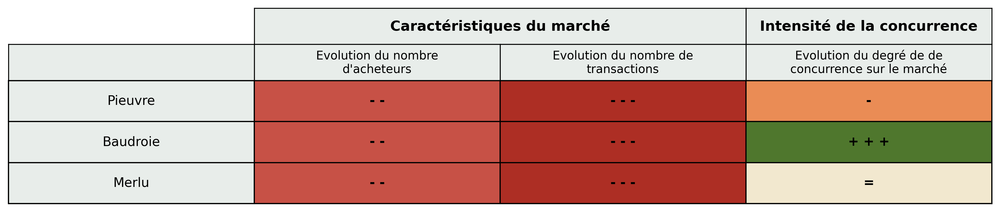 Caractéristiques du marché
Intensité de la concurrence
Evolution du nombre
d'acheteurs
Evolution du nombre de
transactions
Evolution du degré de de
concurrence sur le marché
Pieuvre
- -
- - -
-
Baudroie
- -
- - -
+ + +
Merlu
- -
- - -
=